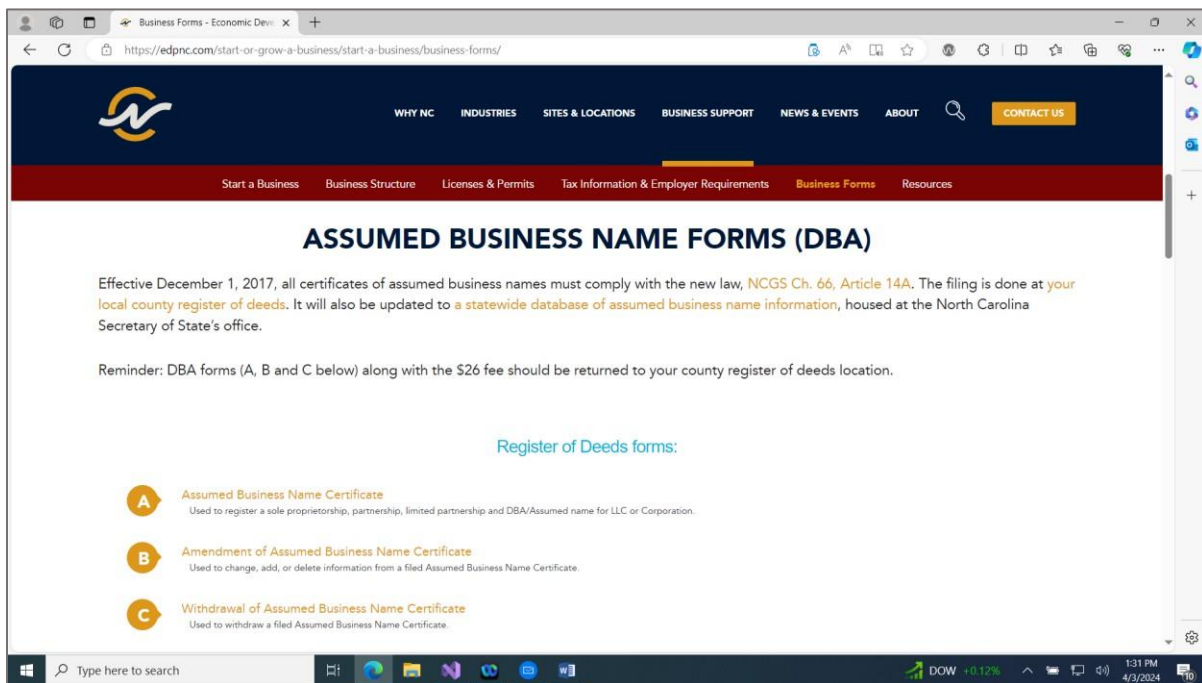 Business Forms - Economic Deve
https://edpnc.com/start-or-grow-a-business/start-a-business/business-forms/
WHY NC INDUSTRIES SITES & LOCATIONS BUSINESS SUPPORT NEWS & EVENTS ABOUT CONTACT US
Start a Business Business Structure Licenses & Permits Tax Information & Employer Requirements Business Forms Resources
ASSUMED BUSINESS NAME FORMS (DBA)
Effective December 1, 2017, all certificates of assumed business names must comply with the new law, NCGS Ch. 66, Article 14A. The filing is done at your
local county register of deeds. It will also be updated to a statewide database of assumed business name information, housed at the North Carolina
Secretary of State's office.
Reminder: DBA forms (A, B and C below) along with the $26 fee should be returned to your county register of deeds location.
Register of Deeds forms:
A Assumed Business Name Certificate
Used to register a sole proprietorship, partnership, limited partnership and DBA/Assumed name for LLC or Corporation.
B Amendment of Assumed Business Name Certificate
Used to change, add, or delete information from a filed Assumed Business Name Certificate.
C Withdrawal of Assumed Business Name Certificate
Used to withdraw a filed Assumed Business Name Certificate.
Type here to search
DOW +0.12%
1:31 PM
4/3/2024